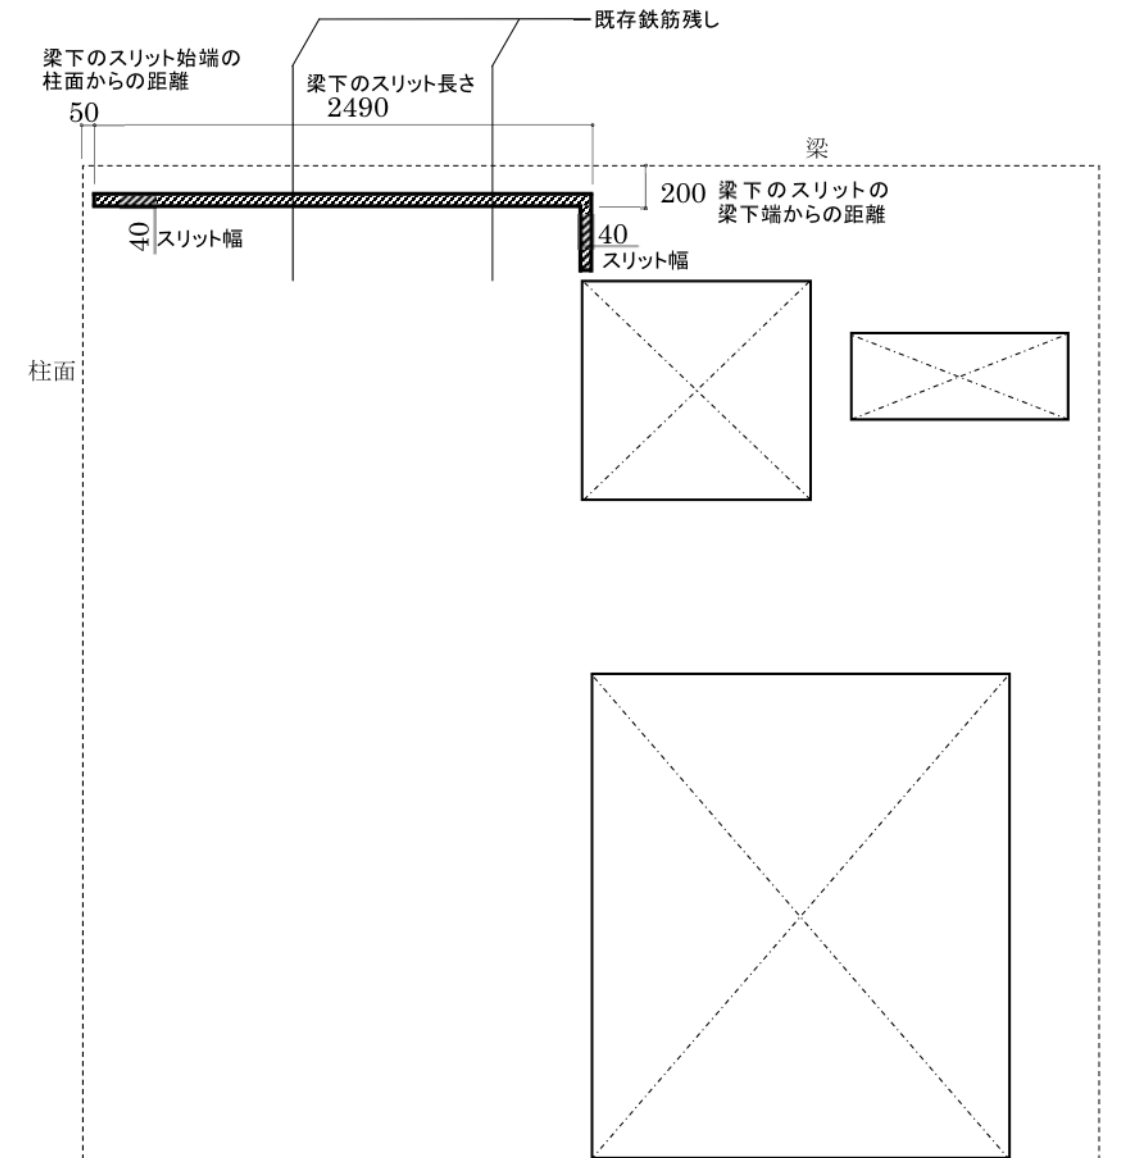 既存鉄筋残し
梁下のスリット始端の
柱面からの距離
50
梁下のスリット長さ
2490
梁
200
梁下のスリットの
梁下端からの距離
40
スリット幅
40
スリット幅
柱面